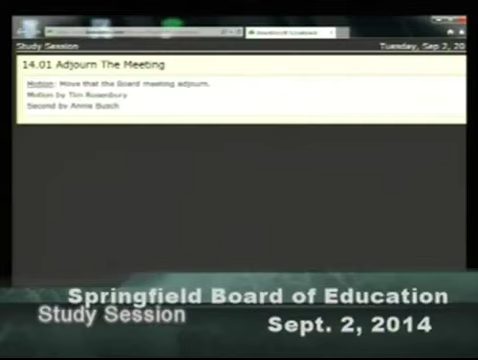 Study Session
Tuesday, Sep 2, 20
14.01 Adjourn The Meeting
Motion: Move that the Board meeting adjourn.
Motion by Tim Rosenbury
Second by Annie Busch
Springfield Board of Education
Study Session
Sept. 2, 2014